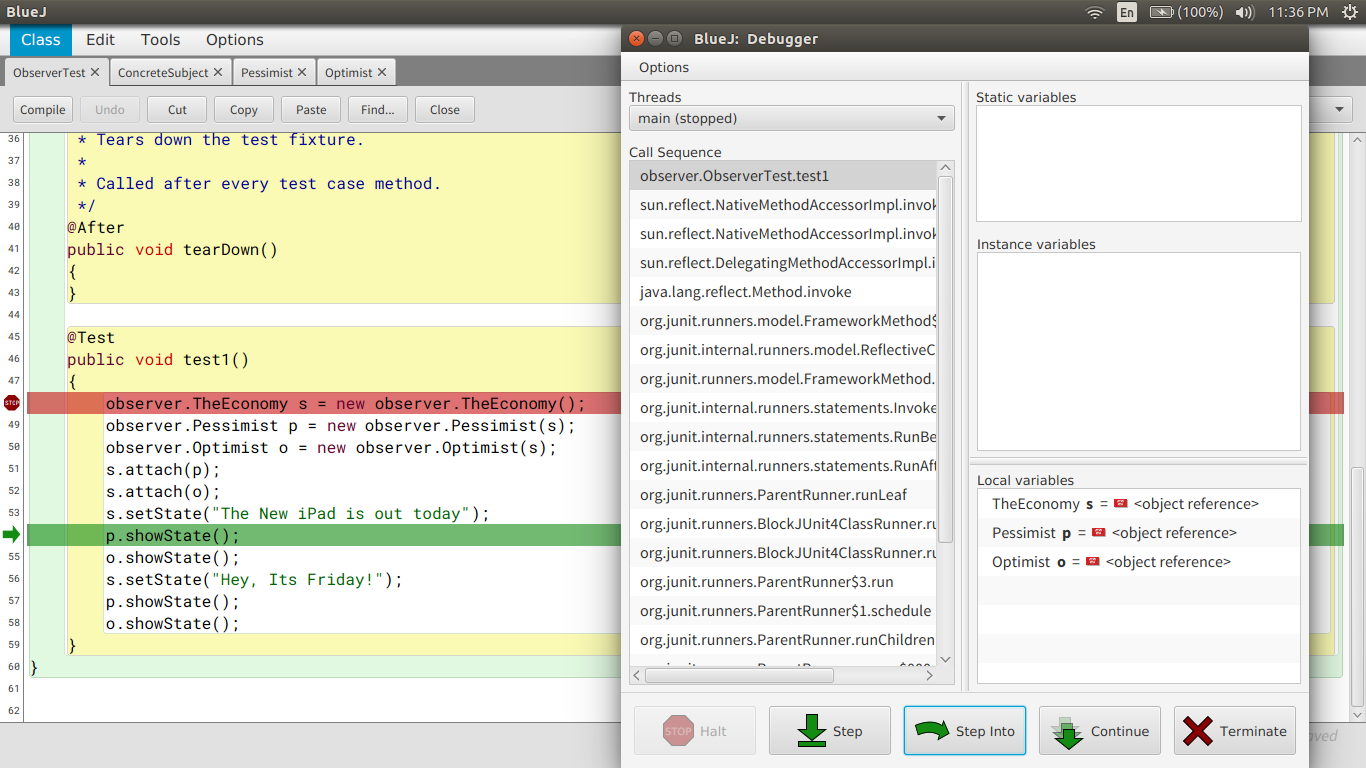 BlueJ
En
(100%)
11:36 PM
Class Edit Tools Options
ObserverTest ConcreteSubject Pessimist Optimist
Compile Undo Cut Copy Paste Find... Close
36 * Tears down the test fixture.
37 *
38 * Called after every test case method.
39 */
40 @After
41 public void tearDown()
42 {
43 }
44
45 @Test
46 public void test1()
47 {
STOP observer.TheEconomy s = new observer.TheEconomy();
49 observer.Pessimist p = new observer.Pessimist(s);
50 observer.Optimist o = new observer.Optimist(s);
51 s.attach(p);
52 s.attach(o);
53 s.setState("The New iPad is out today");
p.showState();
55 o.showState();
56 s.setState("Hey, Its Friday!");
57 p.showState();
58 o.showState();
59 }
60 }
61
62
BlueJ: Debugger
Options
Threads
main (stopped)
Call Sequence
observer.ObserverTest.test1
sun.reflect.NativeMethodAccessorImpl.invok
sun.reflect.NativeMethodAccessorImpl.invok
sun.reflect.DelegatingMethodAccessorImpl.i
java.lang.reflect.Method.invoke
org.junit.runners.model.FrameworkMethod$
org.junit.internal.runners.model.ReflectiveC
org.junit.runners.model.FrameworkMethod.
org.junit.internal.runners.statements.Invoke
org.junit.internal.runners.statements.RunBe
org.junit.internal.runners.statements.RunAft
org.junit.runners.ParentRunner.runLeaf
org.junit.runners.BlockJUnit4ClassRunner.ru
org.junit.runners.BlockJUnit4ClassRunner.ru
org.junit.runners.ParentRunner$3.run
org.junit.runners.ParentRunner$1.schedule
org.junit.runners.ParentRunner.runChildren
Static variables
Instance variables
Local variables
TheEconomy s = <object reference>
Pessimist p = <object reference>
Optimist o = <object reference>
STOP Halt Step Step Into Continue Terminate
aved